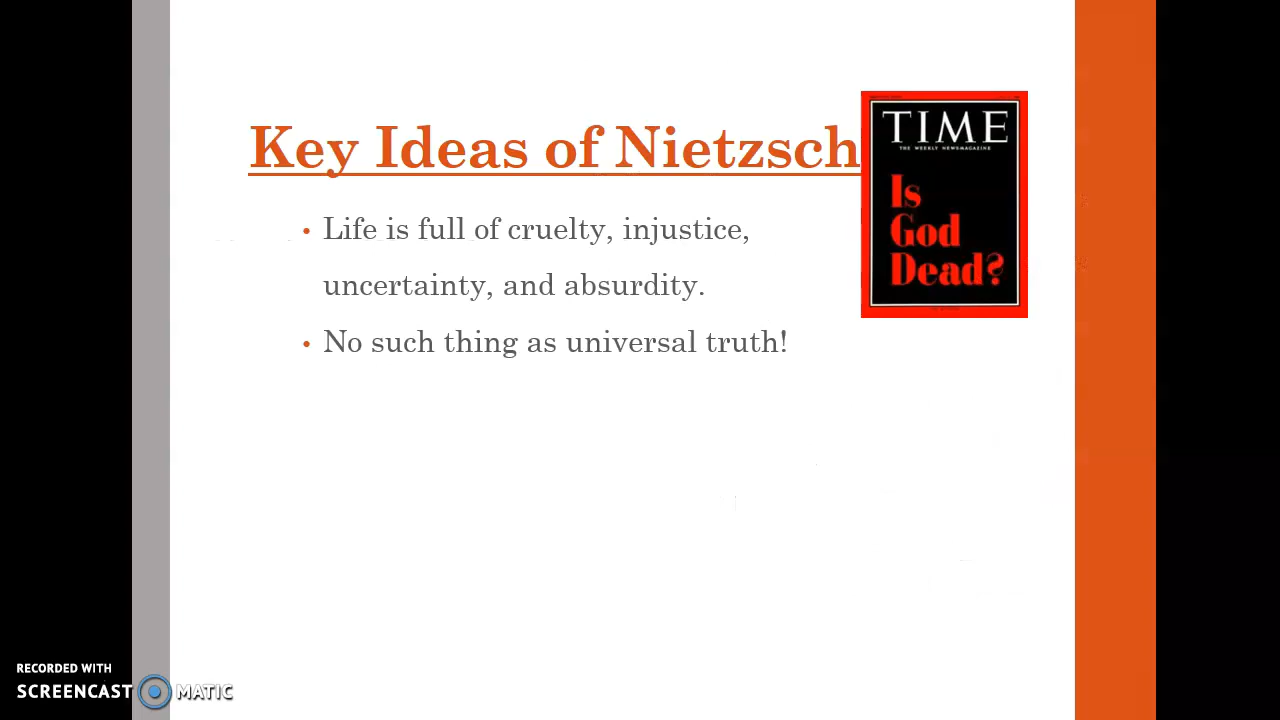 Key Ideas of Nietzsch
TIME
THE WEEKLY NEWSMAGAZINE
Is
God
Dead?
• Life is full of cruelty, injustice,
uncertainty, and absurdity.
• No such thing as universal truth!
RECORDED WITH
SCREENCAST MATIC